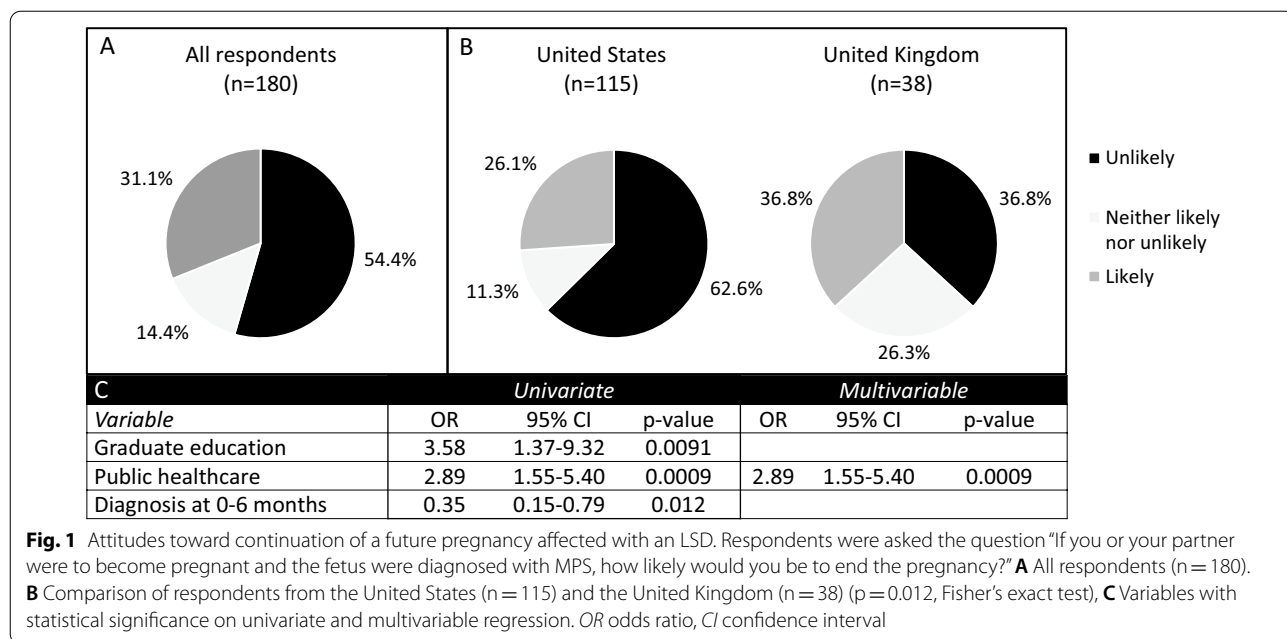 A
All respondents
(n=180)
31.1%
54.4%
14.4%
B
United States
(n=115)
26.1%
11.3%
62.6%
United Kingdom
(n=38)
36.8%
36.8%
26.3%
Unlikely
Neither likely
nor unlikely
Likely
C Univariate Multivariable
Variable OR 95% CI p-value OR 95% CI p-value
Graduate education 3.58 1.37-9.32 0.0091
Public healthcare 2.89 1.55-5.40 0.0009 2.89 1.55-5.40 0.0009
Diagnosis at 0-6 months 0.35 0.15-0.79 0.012
Fig. 1 Attitudes toward continuation of a future pregnancy affected with an LSD. Respondents were asked the question “If you or your partner
were to become pregnant and the fetus were diagnosed with MPS, how likely would you be to end the pregnancy?” A All respondents (n = 180).
B Comparison of respondents from the United States (n = 115) and the United Kingdom (n = 38) (p = 0.012, Fisher’s exact test), C Variables with
statistical significance on univariate and multivariable regression. OR odds ratio, CI confidence interval